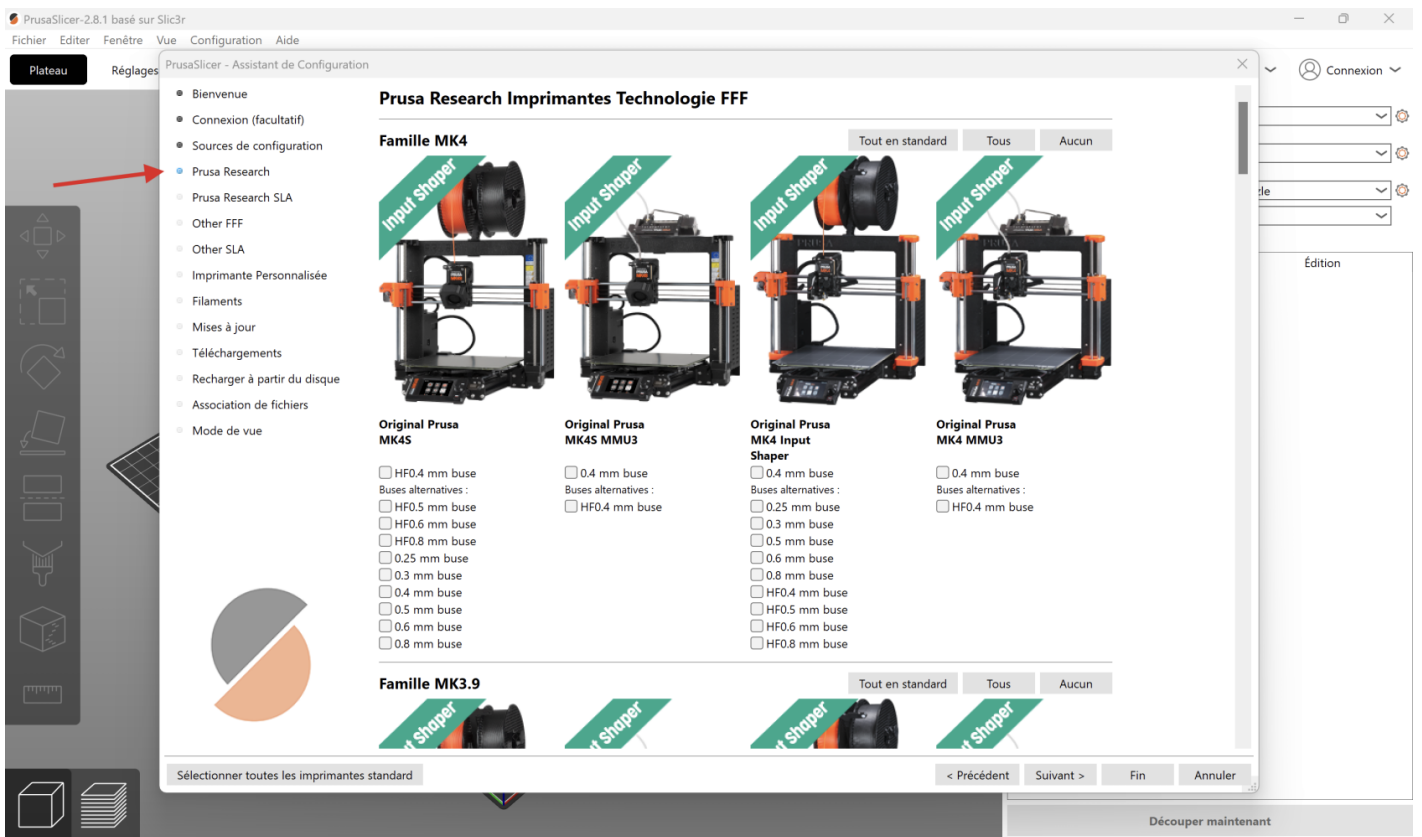 PrusaSlicer-2.8.1 basé sur Slic3r
Fichier Editer Fenêtre Vue Configuration Aide
Plateau Réglages
Connexion
PrusaSlicer - Assistant de Configuration
Bienvenue
Connexion (facultatif)
Sources de configuration
Prusa Research
Prusa Research SLA
Other FFF
Other SLA
Imprimante Personnalisée
Filaments
Mises à jour
Téléchargements
Recharger à partir du disque
Association de fichiers
Mode de vue
Prusa Research Imprimantes Technologie FFF
Famille MK4 Tout en standard Tous Aucun
Input Shaper Input Shaper Input Shaper Input Shaper
Original Prusa
MK4S
HF0.4 mm buse
Buses alternatives :
HF0.5 mm buse
HF0.6 mm buse
HF0.8 mm buse
0.25 mm buse
0.3 mm buse
0.4 mm buse
0.5 mm buse
0.6 mm buse
0.8 mm buse
Original Prusa
MK4S MMU3
0.4 mm buse
Buses alternatives :
HF0.4 mm buse
Original Prusa
MK4 Input
Shaper
0.4 mm buse
Buses alternatives :
0.25 mm buse
0.3 mm buse
0.5 mm buse
0.6 mm buse
0.8 mm buse
HF0.4 mm buse
HF0.5 mm buse
HF0.6 mm buse
HF0.8 mm buse
Original Prusa
MK4 MMU3
0.4 mm buse
Buses alternatives :
HF0.4 mm buse
Famille MK3.9 Tout en standard Tous Aucun
Input Shaper Input Shaper Input Shaper Input Shaper
Sélectionner toutes les imprimantes standard
< Précédent Suivant > Fin Annuler
Édition
Découper maintenant